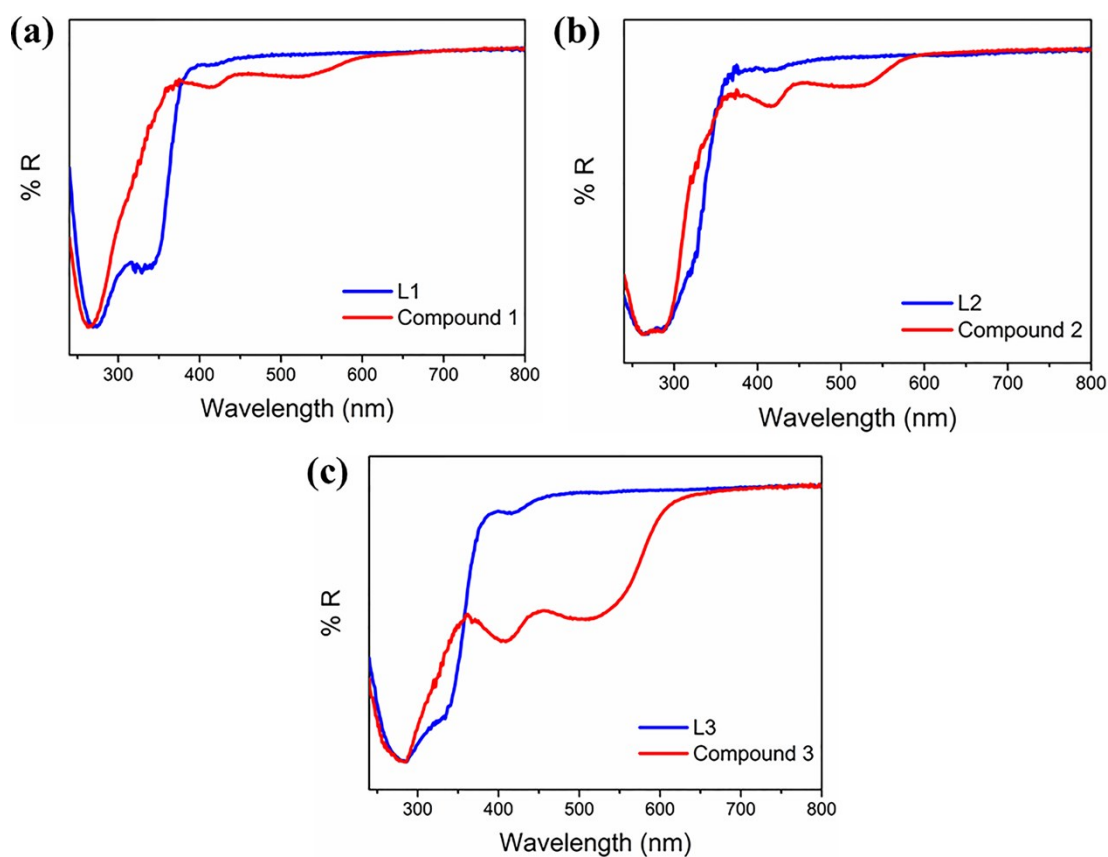 (a)
% R
L1
Compound 1
300 400 500 600 700 800
Wavelength (nm)
(b)
% R
L2
Compound 2
300 400 500 600 700 800
Wavelength (nm)
(c)
% R
L3
Compound 3
300 400 500 600 700 800
Wavelength (nm)